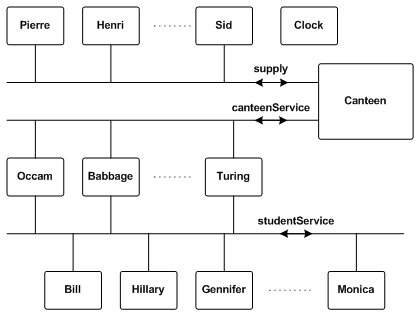 Pierre Henri Sid Clock
supply
Canteen
canteenService
Occam Babbage Turing
studentService
Bill Hillary Gennifer Monica